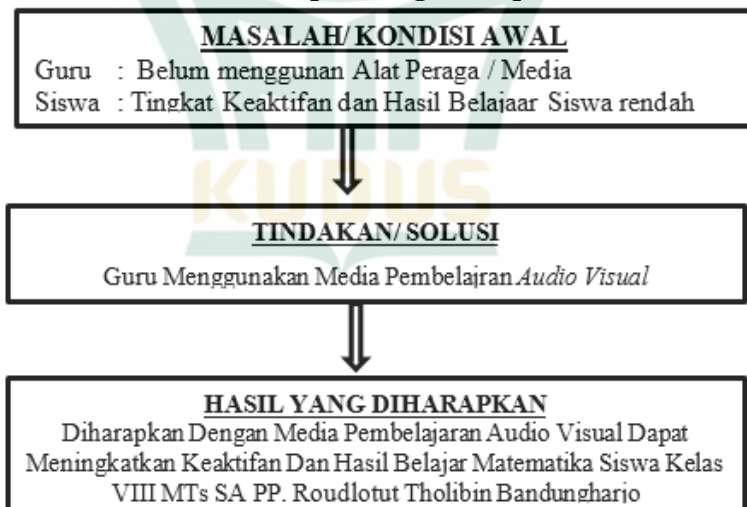 MASALAH/ KONDISI AWAL
Guru : Belum menggunan Alat Peraga / Media
Siswa : Tingkat Keaktifan dan Hasil Belajaar Siswa rendah
KUDUS
TINDAKAN/ SOLUSI
Guru Menggunakan Media Pembelajran Audio Visual
HASIL YANG DIHARAPKAN
Diharapkan Dengan Media Pembelajaran Audio Visual Dapat
Meningkatkan Keaktifan Dan Hasil Belajar Matematika Siswa Kelas
VIII MTs SA PP. Roudlotut Tholibin Bandungharjo